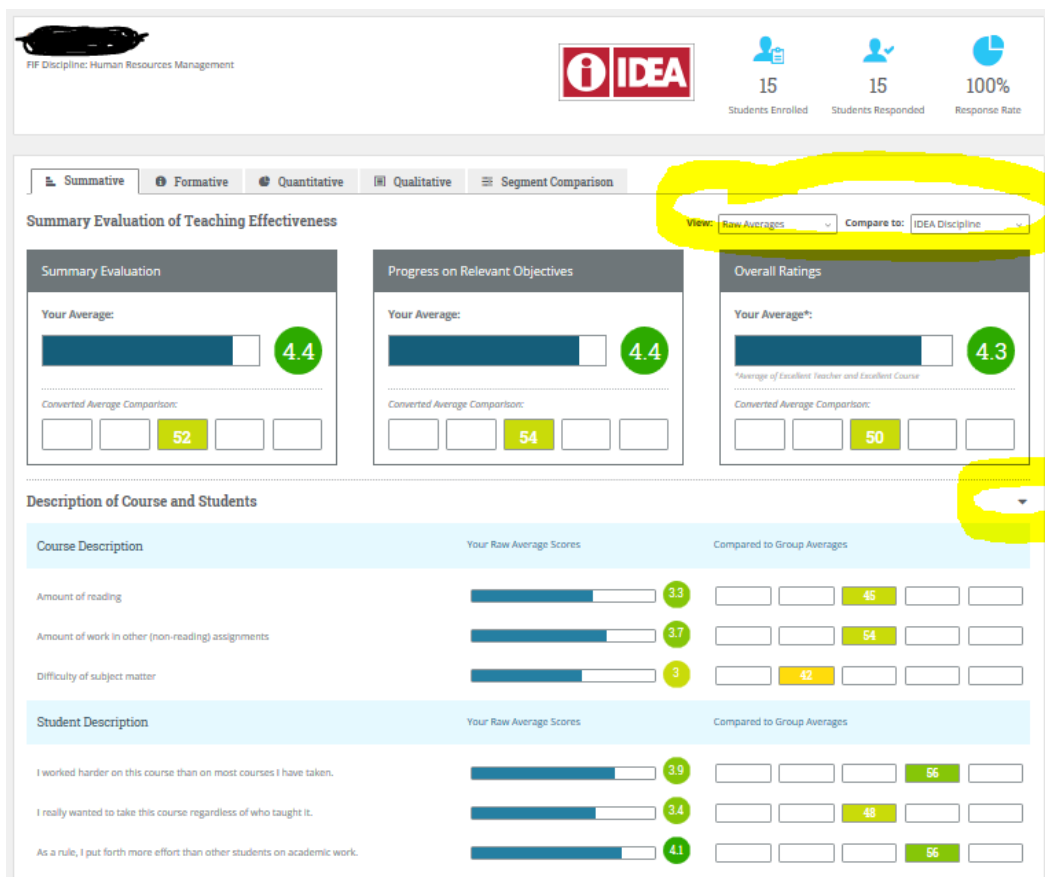 FIF Discipline: Human Resources Management
i IDEA
15
Students Enrolled
15
Students Responded
100%
Response Rate
Summative Formative Quantitative Qualitative Segment Comparison
Summary Evaluation of Teaching Effectiveness
View: Raw Averages Compare to: IDEA Discipline
Summary Evaluation
Your Average:
4.4
Converted Average Comparison:
52
Progress on Relevant Objectives
Your Average:
4.4
Converted Average Comparison:
54
Overall Ratings
Your Average*:
4.3
*Average of Excellent Teacher and Excellent Course
Converted Average Comparison:
50
Description of Course and Students
Course Description Your Raw Average Scores Compared to Group Averages
Amount of reading 3.3 45
Amount of work in other (non-reading) assignments 3.7 54
Difficulty of subject matter 3 42
Student Description Your Raw Average Scores Compared to Group Averages
I worked harder on this course than on most courses I have taken. 3.9 56
I really wanted to take this course regardless of who taught it. 3.4 48
As a rule, I put forth more effort than other students on academic work. 4.1 56